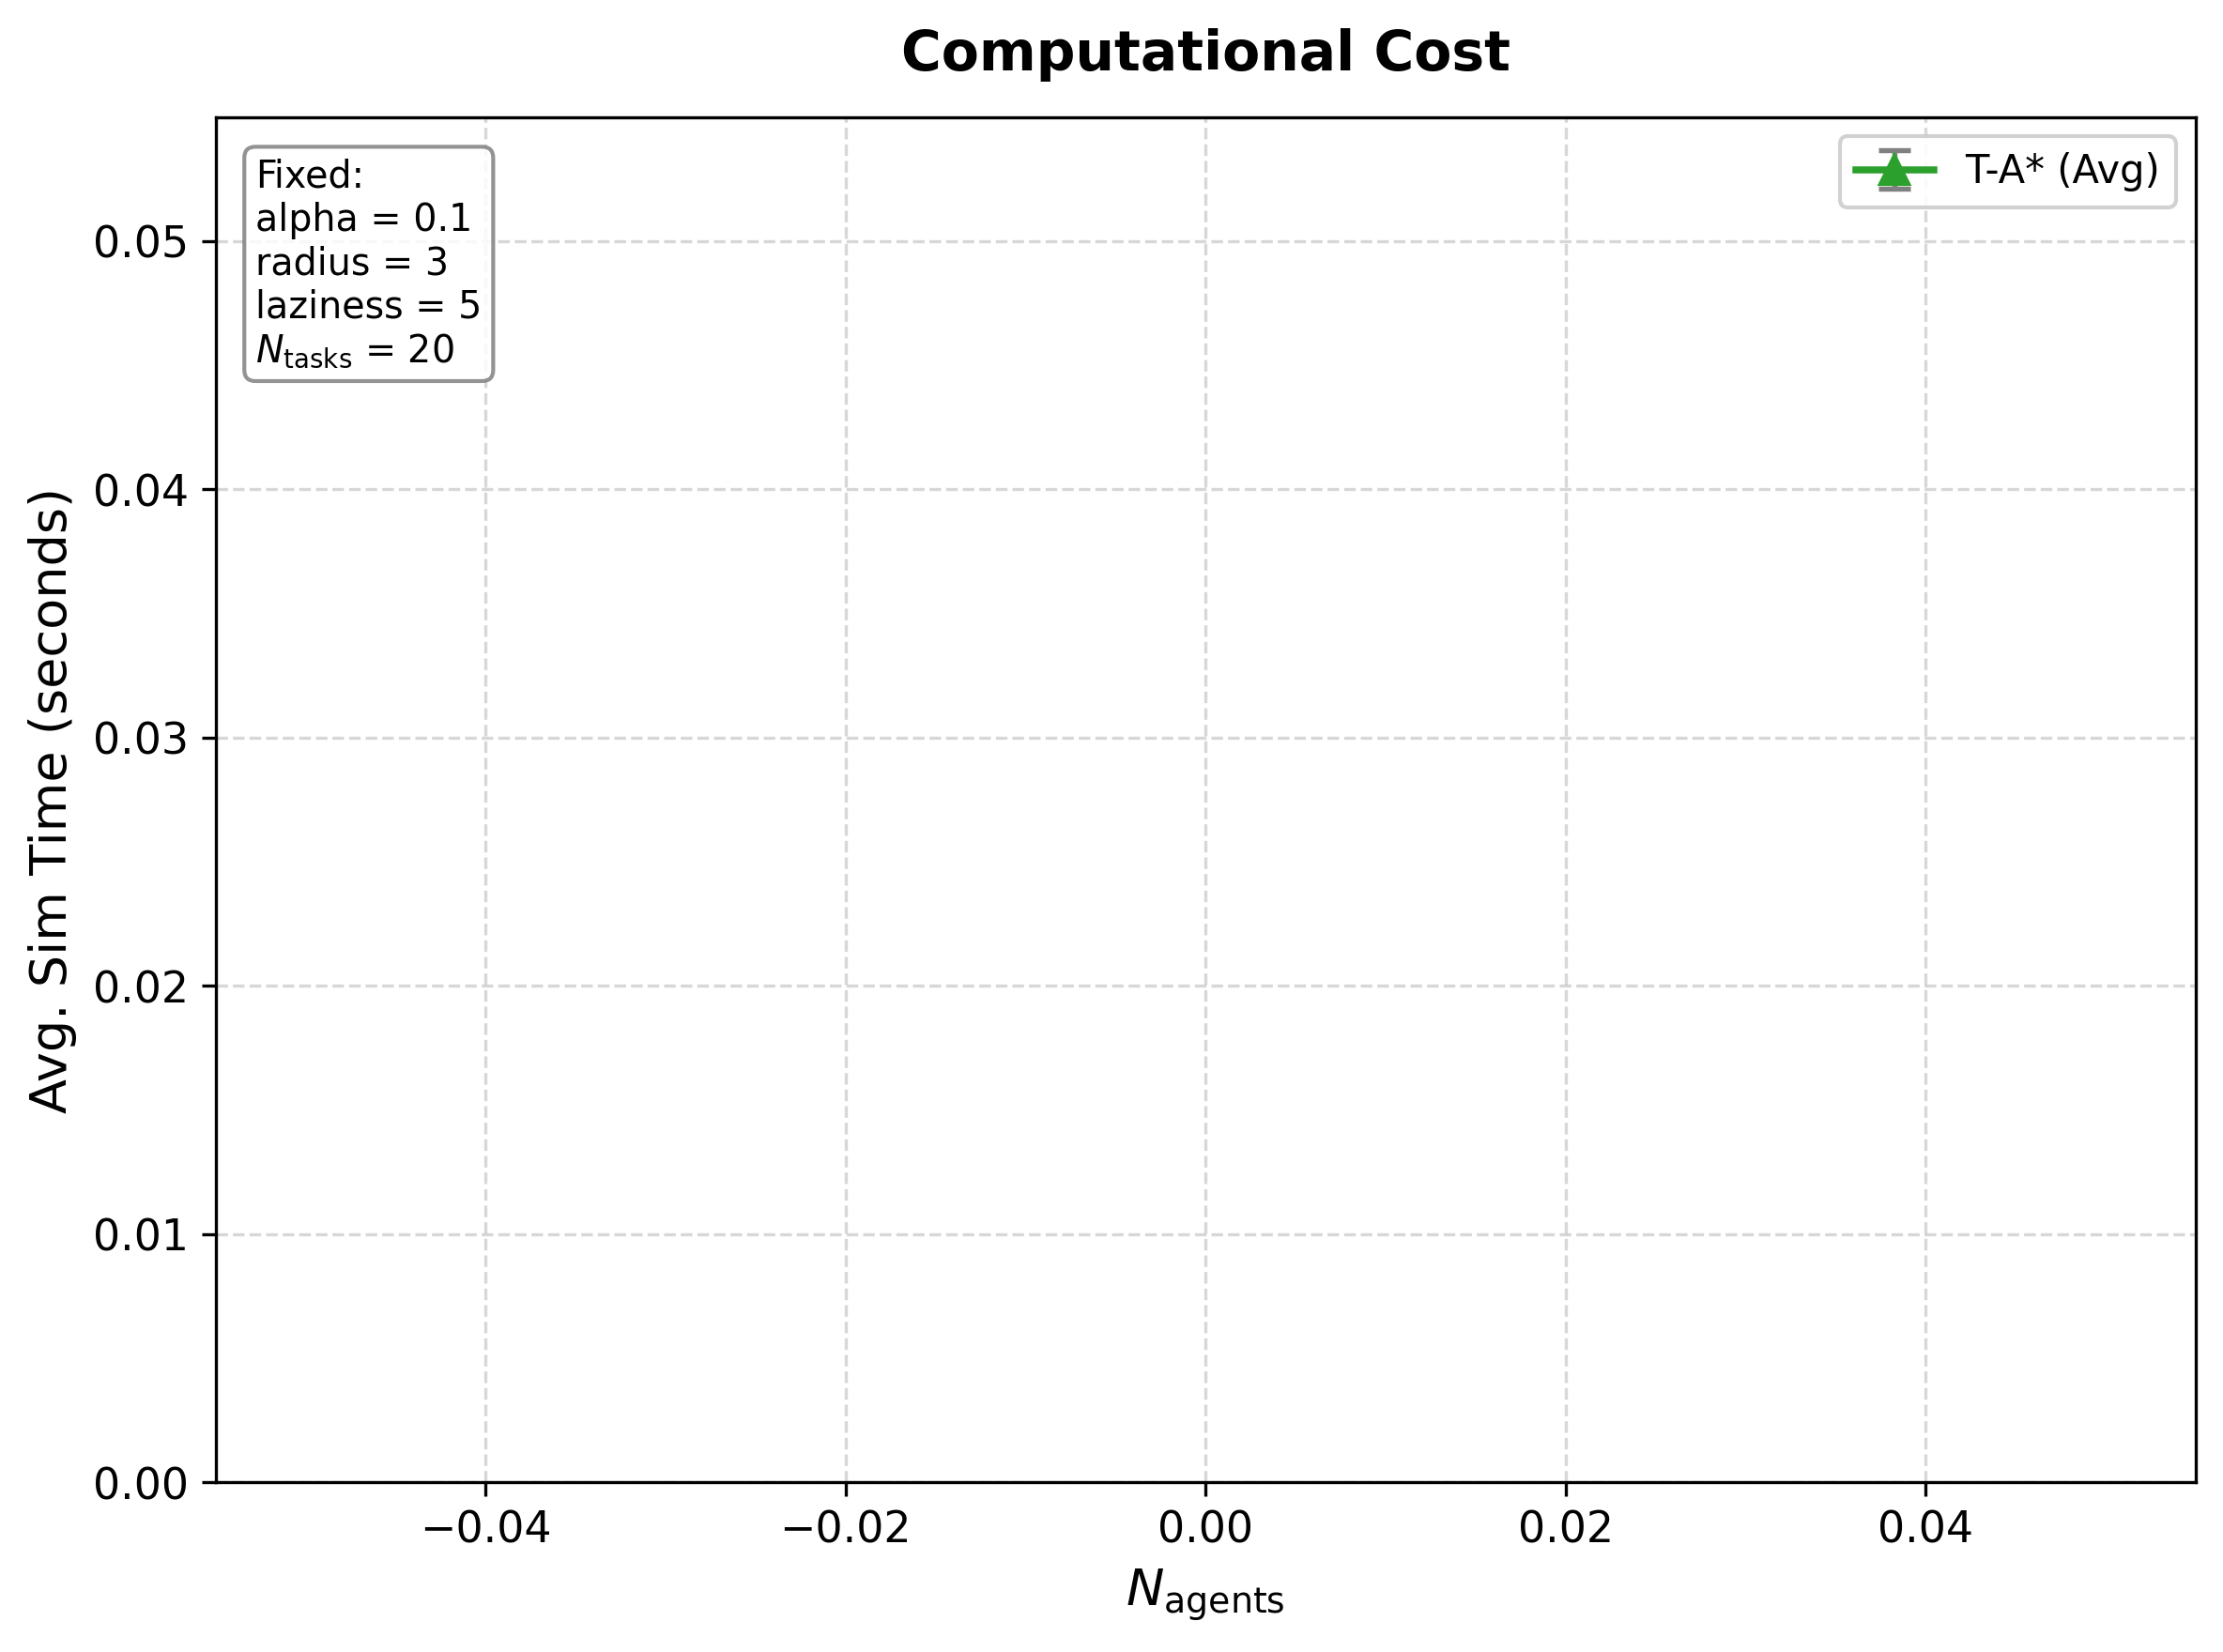 Computational Cost
Fixed:
alpha = 0.1
radius = 3
laziness = 5
N_tasks = 20
T-A* (Avg)
Avg. Sim Time (seconds)
0.05
0.04
0.03
0.02
0.01
0.00
−0.04
−0.02
0.00
0.02
0.04
N_agents